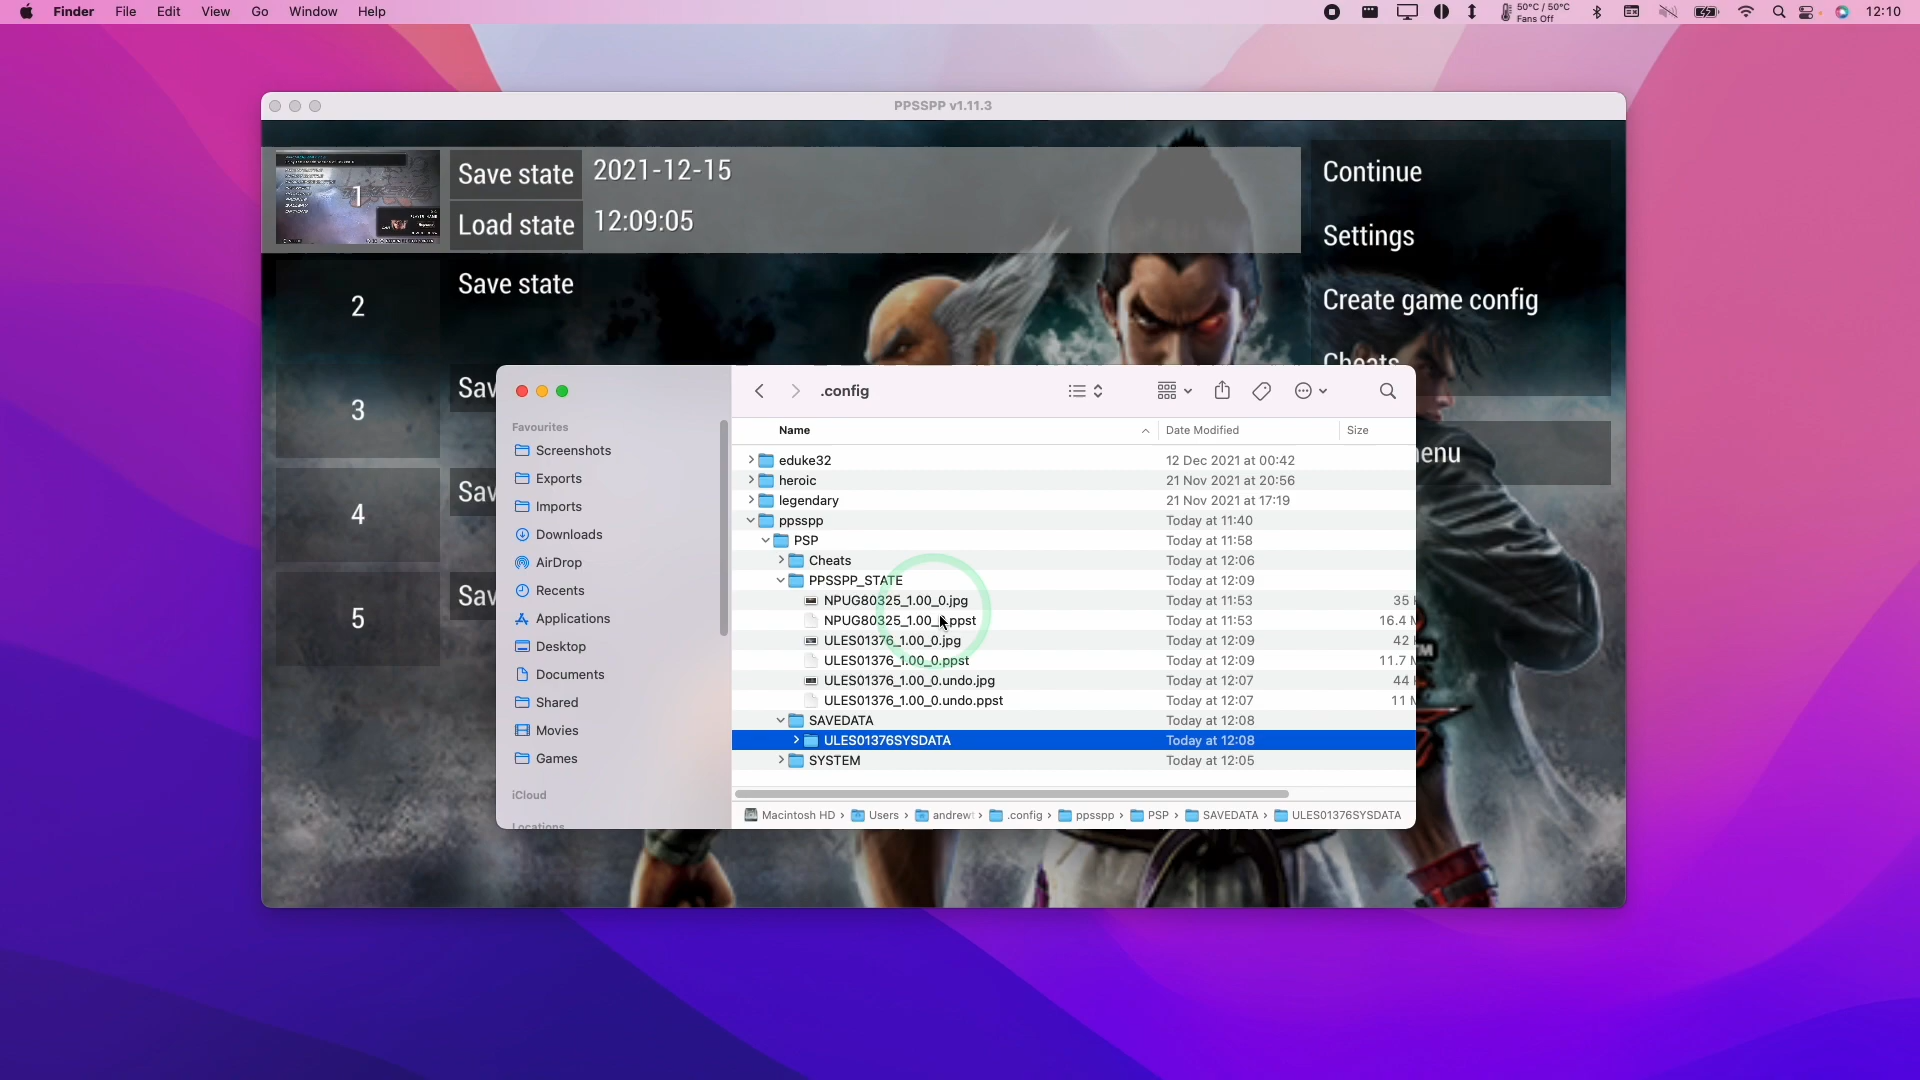 Finder File Edit View Go Window Help
50°C / 50°C
Fans Off
12:10
PPSSPP v1.11.3
1
Save state 2021-12-15
Load state 12:09:05
2
Save state
3
Sav
4
Sav
5
Sav
Continue
Settings
Create game config
Cheats
enu
.config
Favourites
Screenshots
Exports
Imports
Downloads
AirDrop
Recents
Applications
Desktop
Documents
Shared
Movies
Games
iCloud
Locations
Name Date Modified Size
eduke32 12 Dec 2021 at 00:42
heroic 21 Nov 2021 at 20:56
legendary 21 Nov 2021 at 17:19
ppsspp Today at 11:40
PSP Today at 11:58
Cheats Today at 12:06
PPSSPP_STATE Today at 12:09
NPUG80325_1.00_0.jpg Today at 11:53 35
NPUG80325_1.00_0.ppst Today at 11:53 16.4
ULES01376_1.00_0.jpg Today at 12:09 42
ULES01376_1.00_0.ppst Today at 12:09 11.7
ULES01376_1.00_0.undo.jpg Today at 12:07 44
ULES01376_1.00_0.undo.ppst Today at 12:07 11
SAVEDATA Today at 12:08
ULES01376SYSDATA Today at 12:08
SYSTEM Today at 12:05
Macintosh HD › Users › andrewt › .config › ppsspp › PSP › SAVEDATA › ULES01376SYSDATA